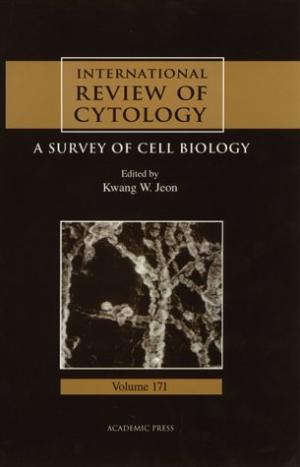 INTERNATIONAL
REVIEW OF
CYTOLOGY
A SURVEY OF CELL BIOLOGY
Edited by
Kwang W. Jeon
Volume 171
ACADEMIC PRESS